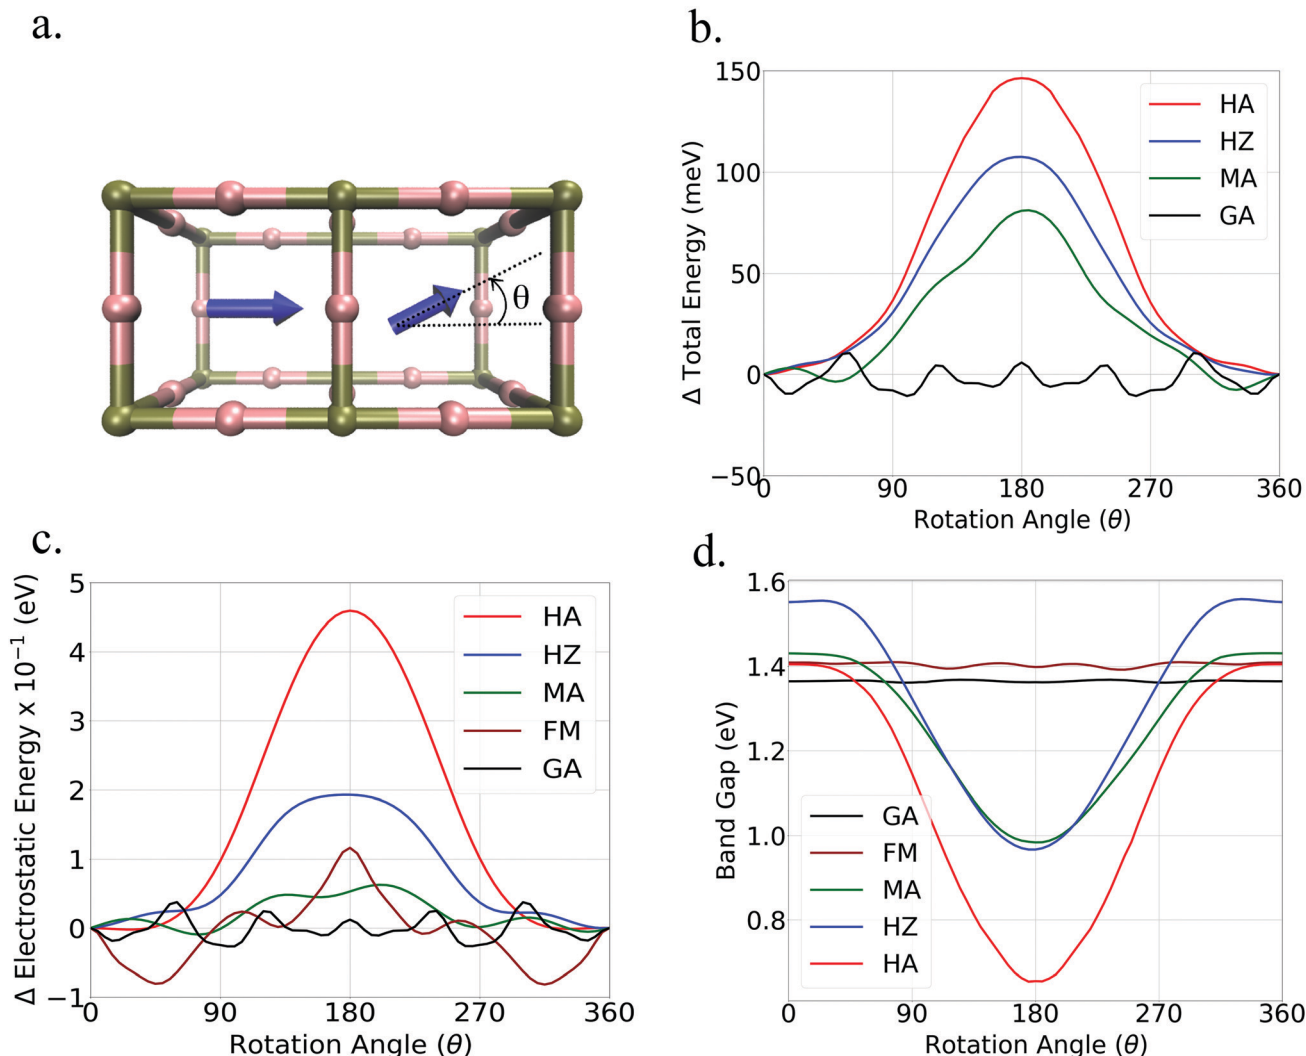 a.
θ
b.
Δ Total Energy (meV)
150
100
50
0
−50
0 90 180 270 360
Rotation Angle (θ)
HA
HZ
MA
GA
c.
Δ Electrostatic Energy x 10⁻¹ (eV)
5
4
3
2
1
0
−1
0 90 180 270 360
Rotation Angle (θ)
HA
HZ
MA
FM
GA
d.
Band Gap (eV)
1.6
1.4
1.2
1.0
0.8
0 90 180 270 360
Rotation Angle (θ)
GA
FM
MA
HZ
HA